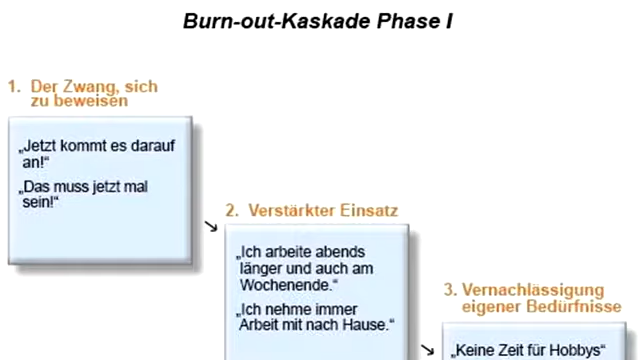 Burn-out-Kaskade Phase I
1. Der Zwang, sich
zu beweisen
„Jetzt kommt es darauf
an!“
„Das muss jetzt mal
sein!“
2. Verstärkter Einsatz
„Ich arbeite abends
länger und auch am
Wochenende.“
„Ich nehme immer
Arbeit mit nach Hause.“
3. Vernachlässigung
eigener Bedürfnisse
„Keine Zeit für Hobbys“